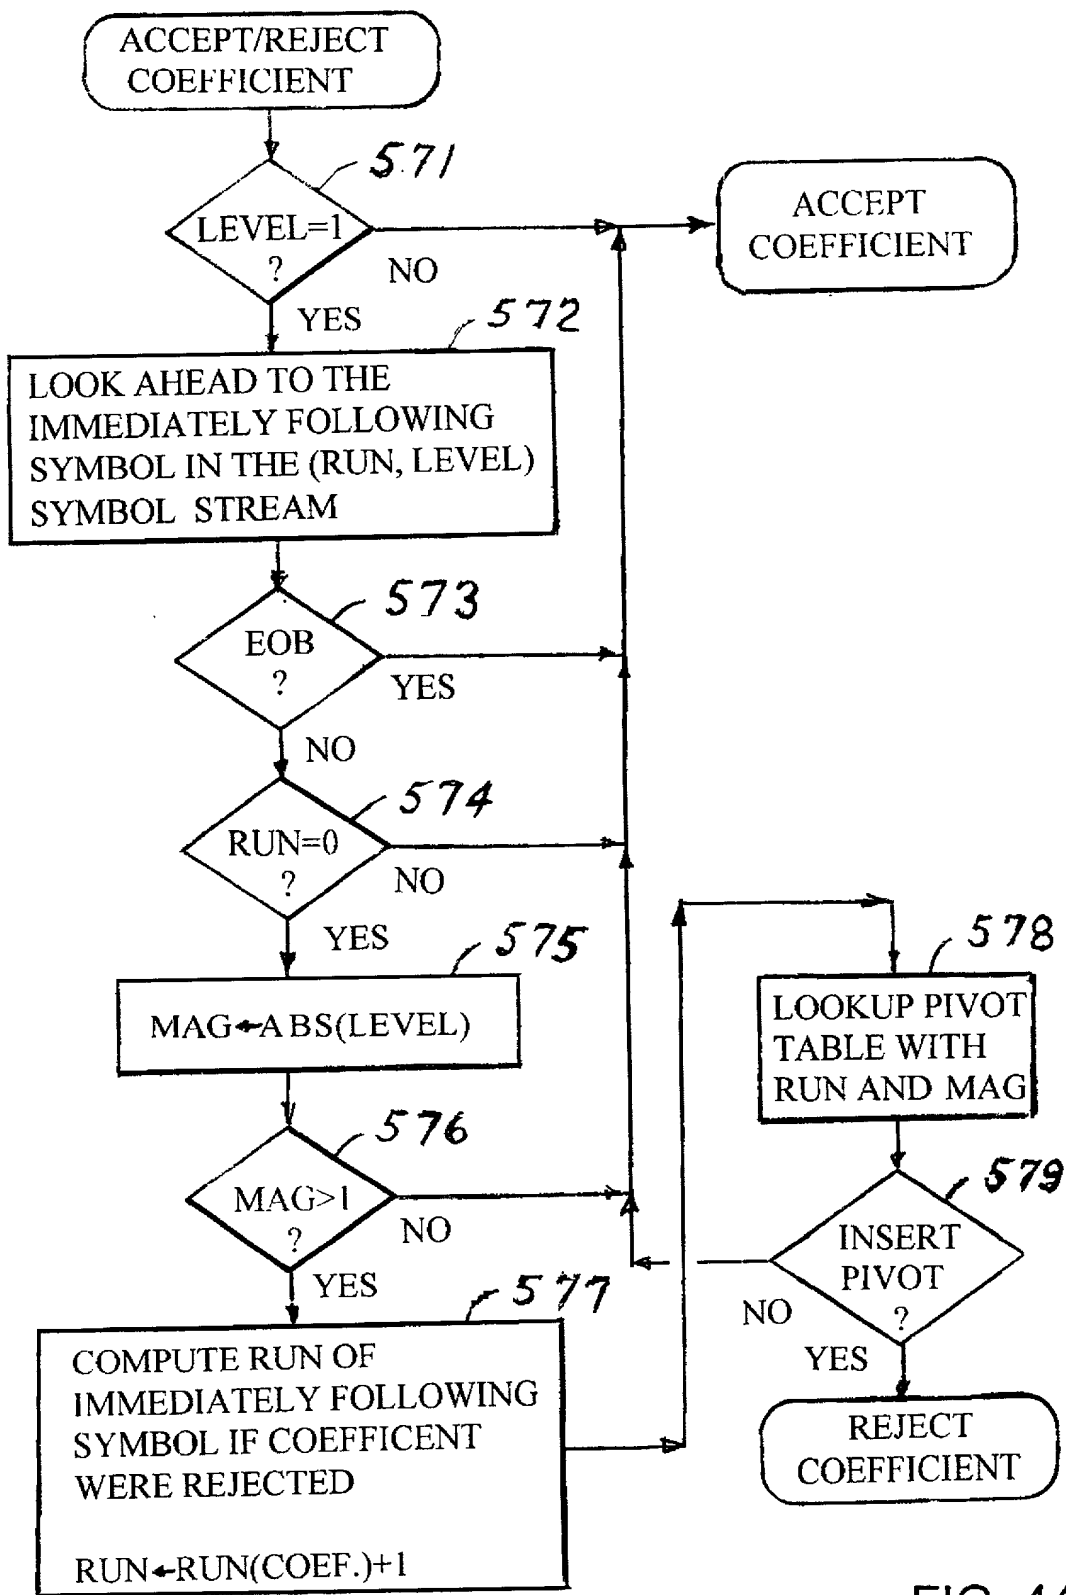 ACCEPT/REJECT
COEFFICIENT
571
LEVEL=1
?
NO
YES
ACCEPT
COEFFICIENT
572
LOOK AHEAD TO THE
IMMEDIATELY FOLLOWING
SYMBOL IN THE (RUN, LEVEL)
SYMBOL STREAM
573
EOB
?
YES
NO
574
RUN=0
?
NO
YES
575
MAG←ABS(LEVEL)
576
MAG>1
?
NO
YES
577
COMPUTE RUN OF
IMMEDIATELY FOLLOWING
SYMBOL IF COEFFICENT
WERE REJECTED
RUN←RUN(COEF.)+1
578
LOOKUP PIVOT
TABLE WITH
RUN AND MAG
579
INSERT
PIVOT
?
NO
YES
REJECT
COEFFICIENT